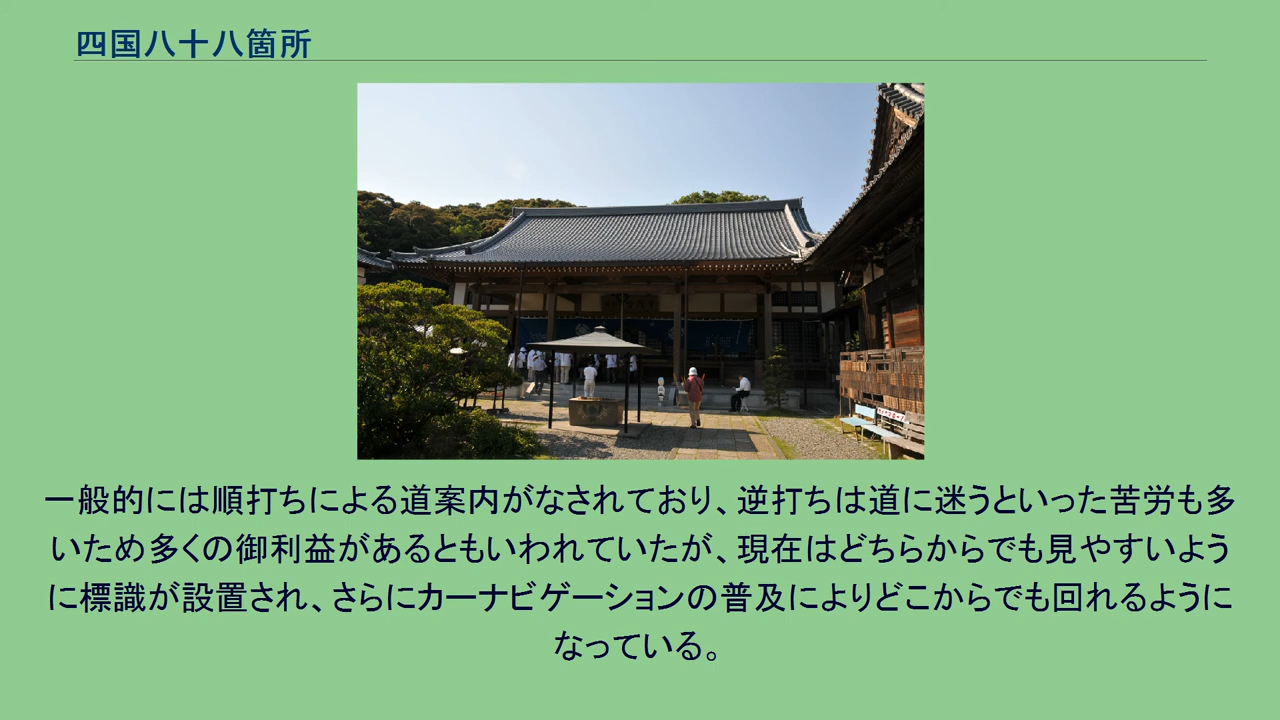 四国八十八箇所
一般的には順打ちによる道案内がなされており、逆打ちは道に迷うといった苦労も多
いため多くの御利益があるともいわれていたが、現在はどちらからでも見やすいよう
に標識が設置され、さらにカーナビゲーションの普及によりどこからでも回れるように
なっている。